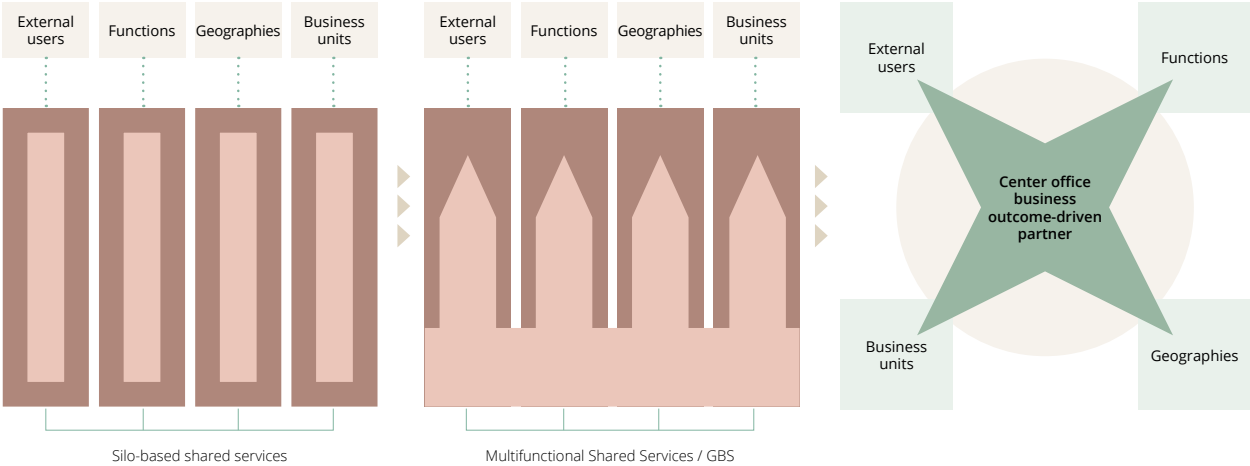 External
users
Functions
Geographies
Business
units
Silo-based shared services
External
users
Functions
Geographies
Business
units
Multifunctional Shared Services / GBS
External
users
Functions
Center office
business
outcome-driven
partner
Business
units
Geographies